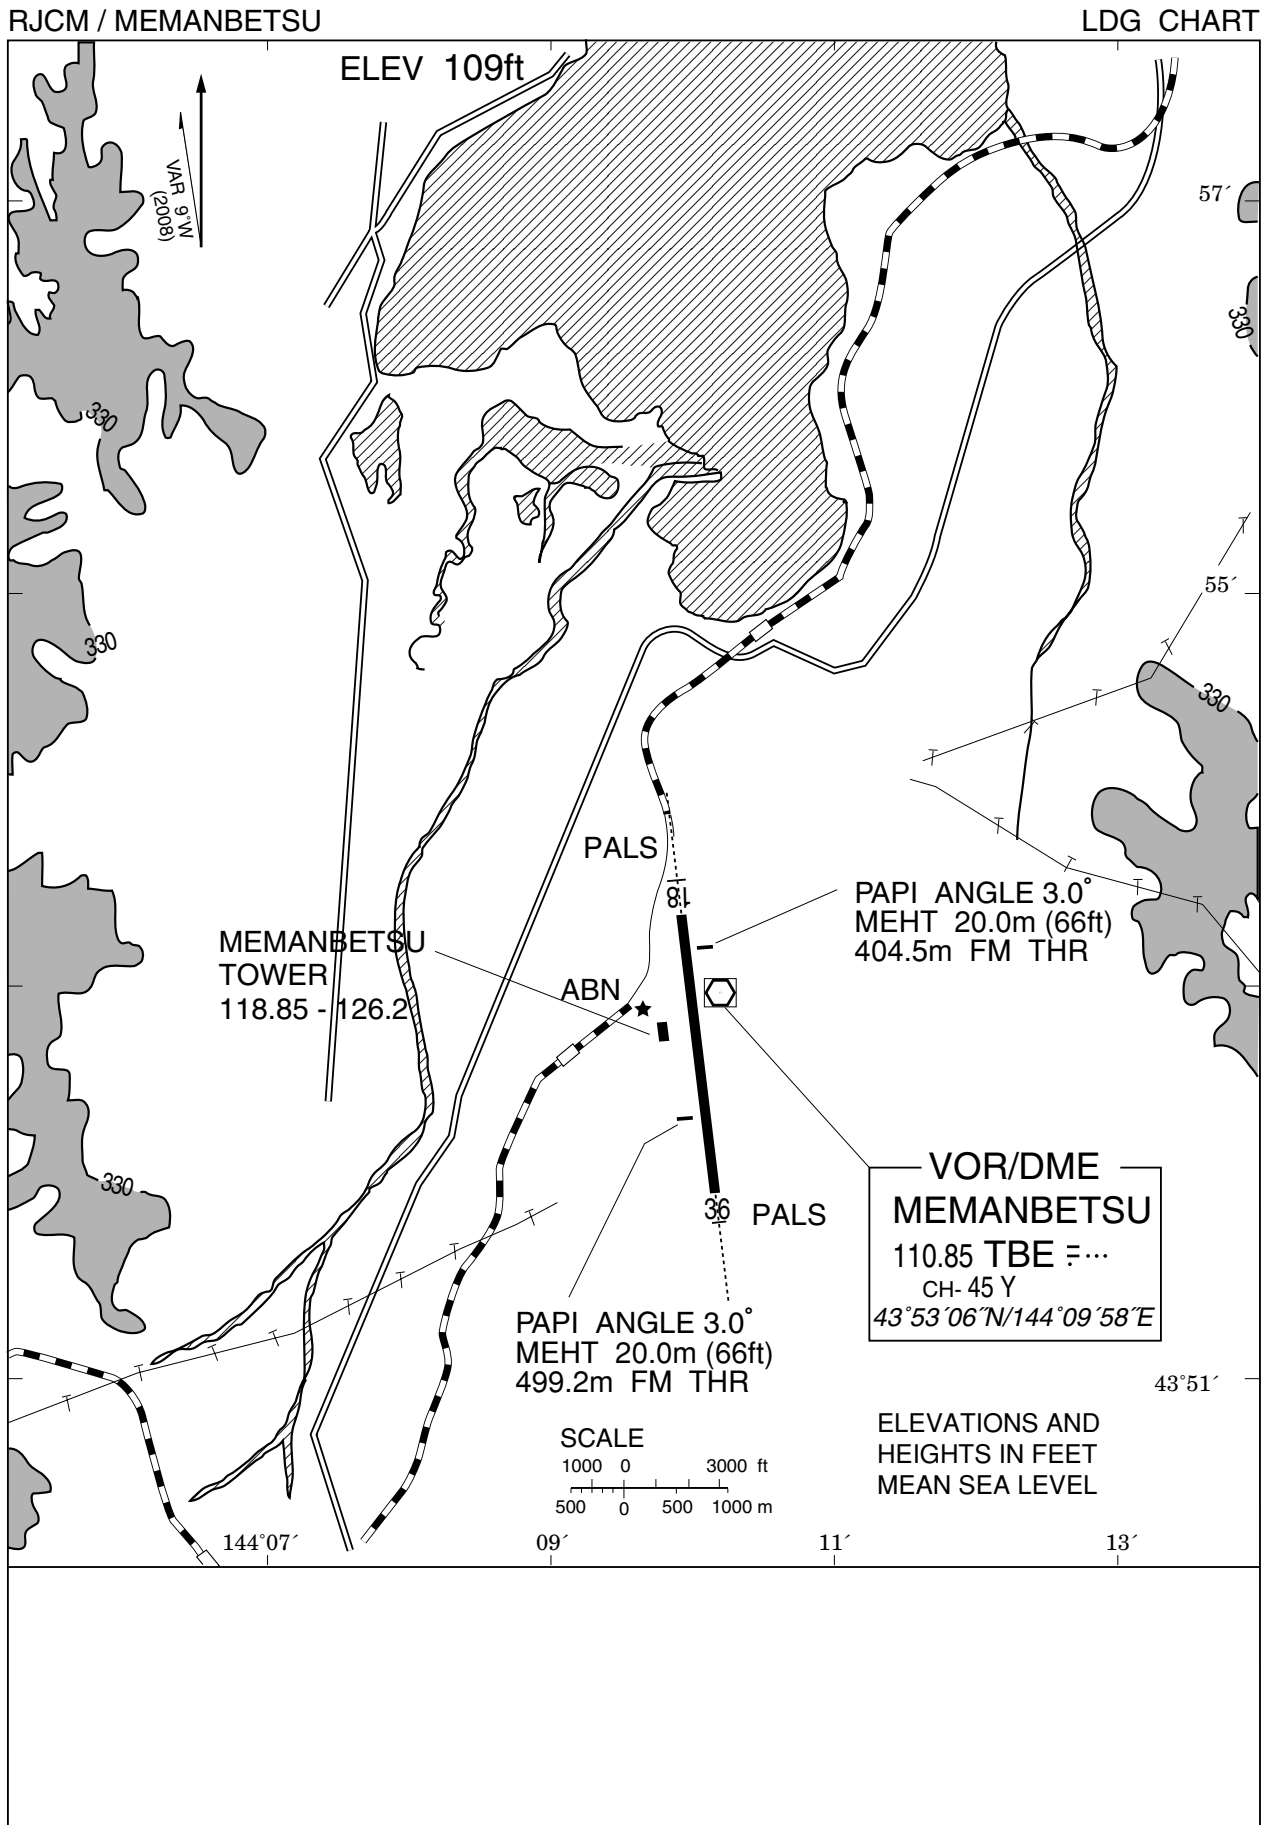 RJCM / MEMANBETSU
LDG CHART
ELEV 109ft
VAR 9°W
(2008)
57´
330
330
330
55´
330
PALS
18
PAPI ANGLE 3.0°
MEHT 20.0m (66ft)
404.5m FM THR
MEMANBETSU
TOWER
118.85 - 126.2
ABN
VOR/DME
MEMANBETSU
110.85 TBE
CH- 45 Y
43°53´06˝N/144°09´58˝E
330
36
PALS
PAPI ANGLE 3.0°
MEHT 20.0m (66ft)
499.2m FM THR
43°51´
ELEVATIONS AND
HEIGHTS IN FEET
MEAN SEA LEVEL
SCALE
1000 0 3000 ft
500 0 500 1000 m
144°07´
09´
11´
13´